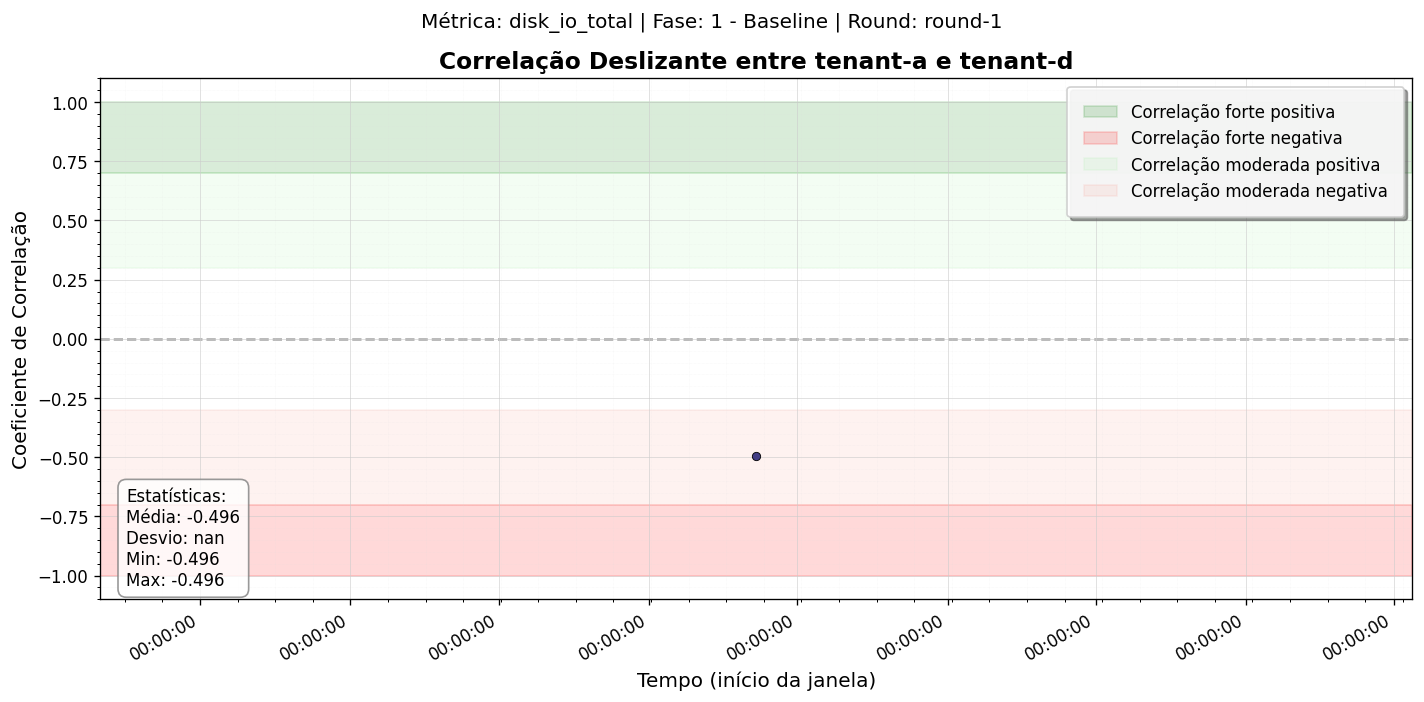 Métrica: disk_io_total | Fase: 1 - Baseline | Round: round-1
Correlação Deslizante entre tenant-a e tenant-d
Coeficiente de Correlação
1.00
0.75
0.50
0.25
0.00
−0.25
−0.50
−0.75
−1.00
Correlação forte positiva
Correlação forte negativa
Correlação moderada positiva
Correlação moderada negativa
Estatísticas:
Média: -0.496
Desvio: nan
Min: -0.496
Max: -0.496
00:00:00 00:00:00 00:00:00 00:00:00 00:00:00 00:00:00 00:00:00 00:00:00 00:00:00
Tempo (início da janela)